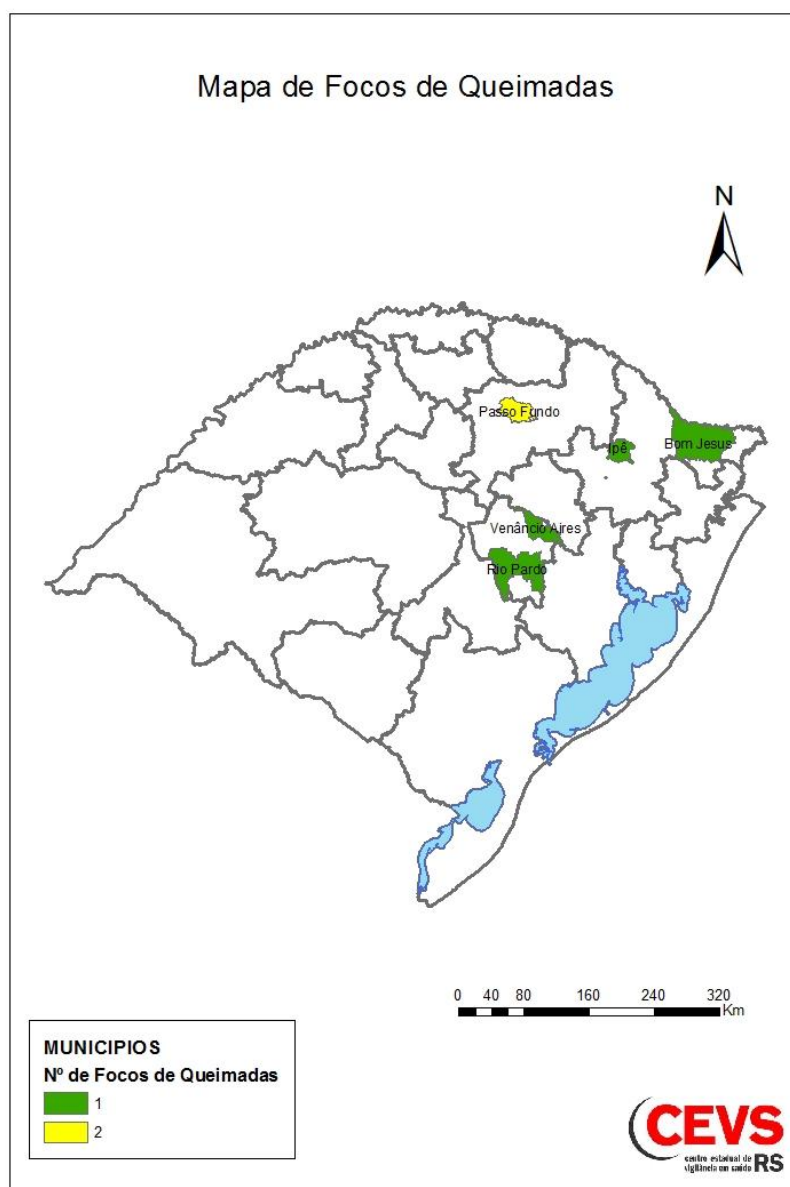 Mapa de Focos de Queimadas
N
Passo Fundo
Ipê
Bom Jesus
Venâncio Aires
Rio Pardo
0 40 80 160 240 320
Km
MUNICIPIOS
Nº de Focos de Queimadas
1
2
CEVS
centro estadual de
vigilância em saúde RS